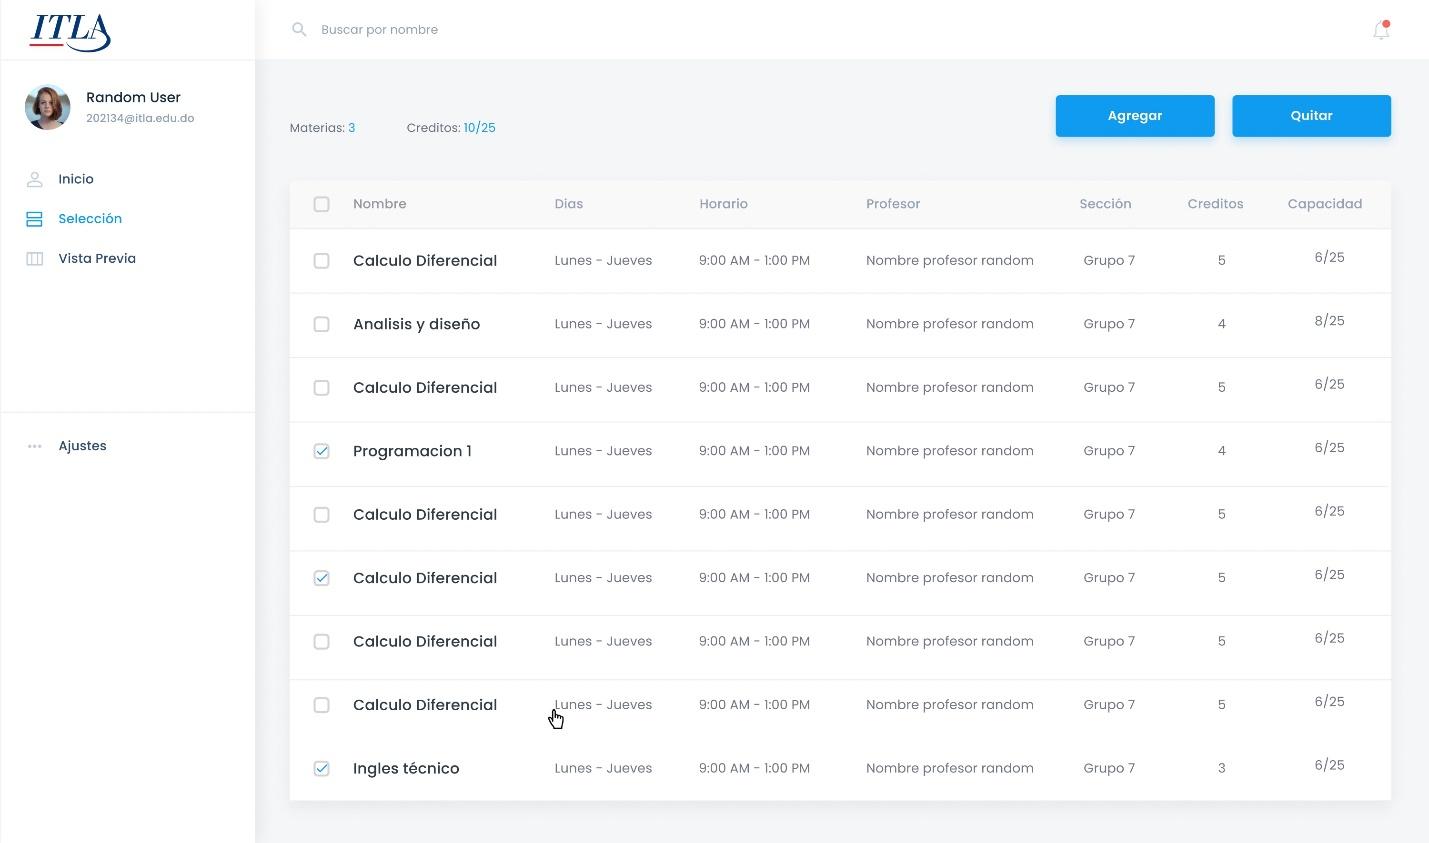 ITLA
Buscar por nombre
Random User
202134@itla.edu.do
Inicio
Selección
Vista Previa
Ajustes
Materias: 3 Creditos: 10/25
Agregar Quitar
Nombre Dias Horario Profesor Sección Creditos Capacidad
Calculo Diferencial Lunes - Jueves 9:00 AM - 1:00 PM Nombre profesor random Grupo 7 5 6/25
Analisis y diseño Lunes - Jueves 9:00 AM - 1:00 PM Nombre profesor random Grupo 7 4 8/25
Calculo Diferencial Lunes - Jueves 9:00 AM - 1:00 PM Nombre profesor random Grupo 7 5 6/25
Programacion 1 Lunes - Jueves 9:00 AM - 1:00 PM Nombre profesor random Grupo 7 4 6/25
Calculo Diferencial Lunes - Jueves 9:00 AM - 1:00 PM Nombre profesor random Grupo 7 5 6/25
Calculo Diferencial Lunes - Jueves 9:00 AM - 1:00 PM Nombre profesor random Grupo 7 5 6/25
Calculo Diferencial Lunes - Jueves 9:00 AM - 1:00 PM Nombre profesor random Grupo 7 5 6/25
Calculo Diferencial Lunes - Jueves 9:00 AM - 1:00 PM Nombre profesor random Grupo 7 5 6/25
Ingles técnico Lunes - Jueves 9:00 AM - 1:00 PM Nombre profesor random Grupo 7 3 6/25